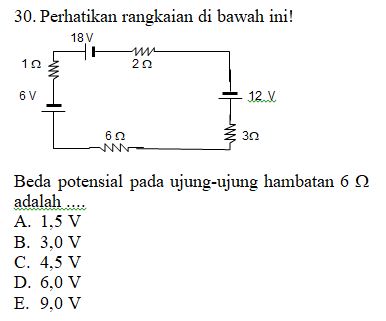 30. Perhatikan rangkaian di bawah ini!
18 V
1 Ω
2 Ω
6 V
12 V
6 Ω
3Ω
Beda potensial pada ujung-ujung hambatan 6 Ω
adalah ....
A. 1,5 V
B. 3,0 V
C. 4,5 V
D. 6,0 V
E. 9,0 V